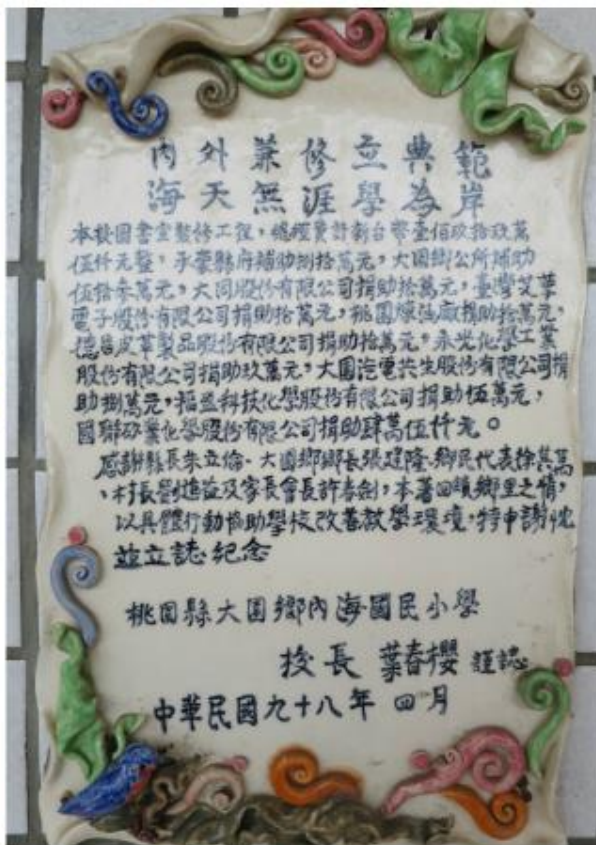 內外兼修立典範
海天無涯學為岸
本校圖書室整修工程,總經費計新台幣壹佰玖拾玖萬
伍仟元整,承蒙縣府補助捌拾萬元,大園鄉公所補助
伍拾參萬元,大同股份有限公司捐助拾萬元,臺灣艾華
電子股份有限公司捐助拾萬元,桃園煉油廠捐助拾萬元,
德昌皮革製品股份有限公司捐助拾萬元,永光化學工業
股份有限公司捐助玖萬元,大園汽電共生股份有限公司捐
助捌萬元,福盈科技化學股份有限公司捐助伍萬元,
國聯矽業化學股份有限公司捐助肆萬伍仟元。
感謝縣長朱立倫、大園鄉鄉長張建隆、鄉民代表徐其萬
、村長劉進益及家長會長許春劍,本著回饋鄉里之情,
以具體行動協助學校改善教學環境,特申謝忱
並立誌紀念
桃園縣大園鄉內海國民小學
校長 葉春櫻 謹誌
中華民國九十八年 四月